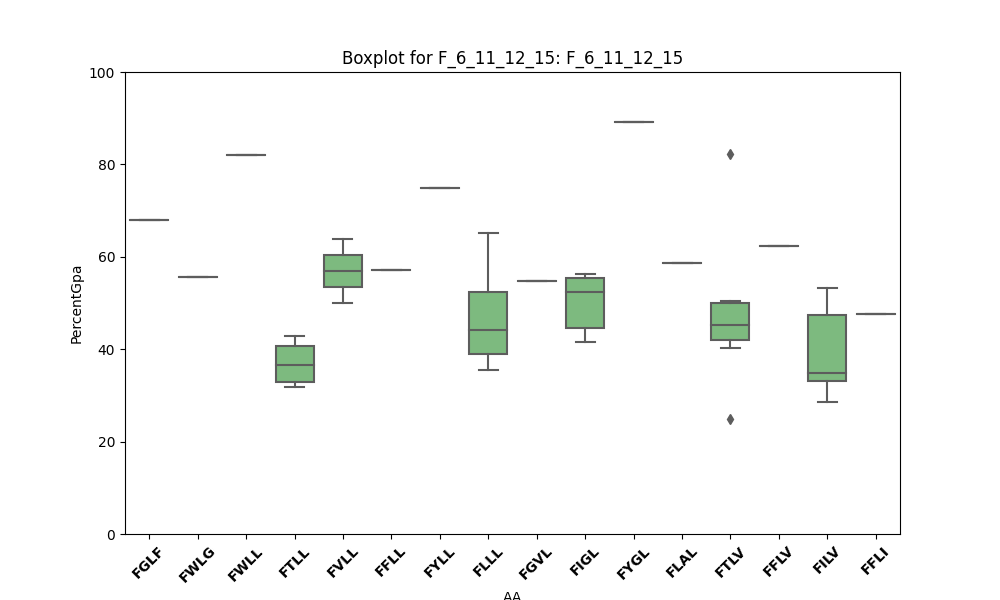 Boxplot for F_6_11_12_15: F_6_11_12_15
PercentGpa
100
80
60
40
20
0
FGLF
FWLG
FWLL
FTLL
FVLL
FFLL
FYLL
FLLL
FGVL
FIGL
FYGL
FLAL
FTLV
FFLV
FILV
FFLI
AA